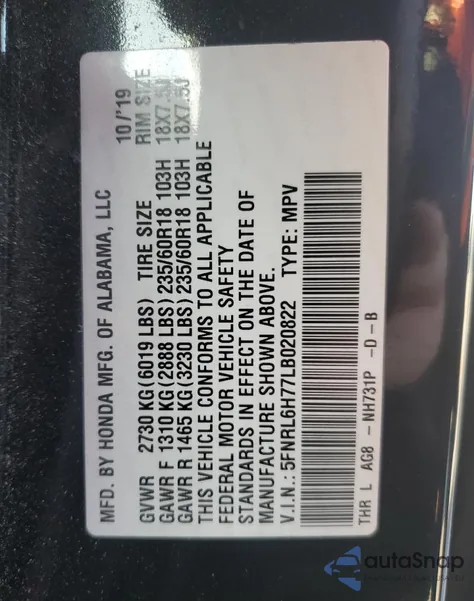 MFD. BY HONDA MFG. OF ALABAMA, LLC 10/'19
GVWR 2730 KG(6019 LBS) TIRE SIZE RIM SIZE
GAWR F 1310 KG(2888 LBS)235/60R18 103H 18X7.5J
GAWR R 1465 KG(3230 LBS)235/60R18 103H 18X7.5J
THIS VEHICLE CONFORMS TO ALL APPLICABLE
FEDERAL MOTOR VEHICLE SAFETY
STANDARDS IN EFFECT ON THE DATE OF
MANUFACTURE SHOWN ABOVE.
V.I.N.: 5FNRL6H77LB020822 TYPE: MPV
THR L AG8 - NH731P -D-B
autoSnap